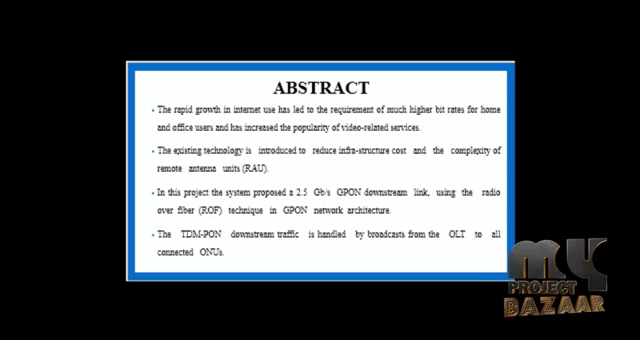 ABSTRACT
• The rapid growth in internet use has led to the requirement of much higher bit rates for home
and office users and has increased the popularity of video-related services.
• The existing technology is introduced to reduce infra-structure cost and the complexity of
remote antenna units (RAU).
• In this project the system proposed a 2.5 Gb/s GPON downstream link, using the radio
over fiber (ROF) technique in GPON network architecture.
• The TDM-PON downstream traffic is handled by broadcasts from the OLT to all
connected ONUs.
MY
PROJECT
BAZAAR